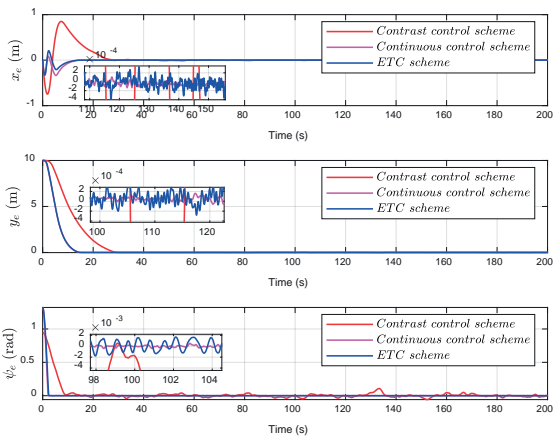 1
0
-1
x_e (m)
× 10 ^-4
2
0
-2
-4
110 120 130 140 150
Contrast control scheme
Continuous control scheme
ETC scheme
0 20 40 60 80 100 120 140 160 180 200
Time (s)
10
5
0
y_e (m)
× 10 ^-4
2
0
-2
-4
100 110 120
Contrast control scheme
Continuous control scheme
ETC scheme
0 20 40 60 80 100 120 140 160 180 200
Time (s)
1
0.5
0
ψ_e (rad)
× 10 ^-3
2
0
-2
-4
98 100 102 104
Contrast control scheme
Continuous control scheme
ETC scheme
0 20 40 60 80 100 120 140 160 180 200
Time (s)